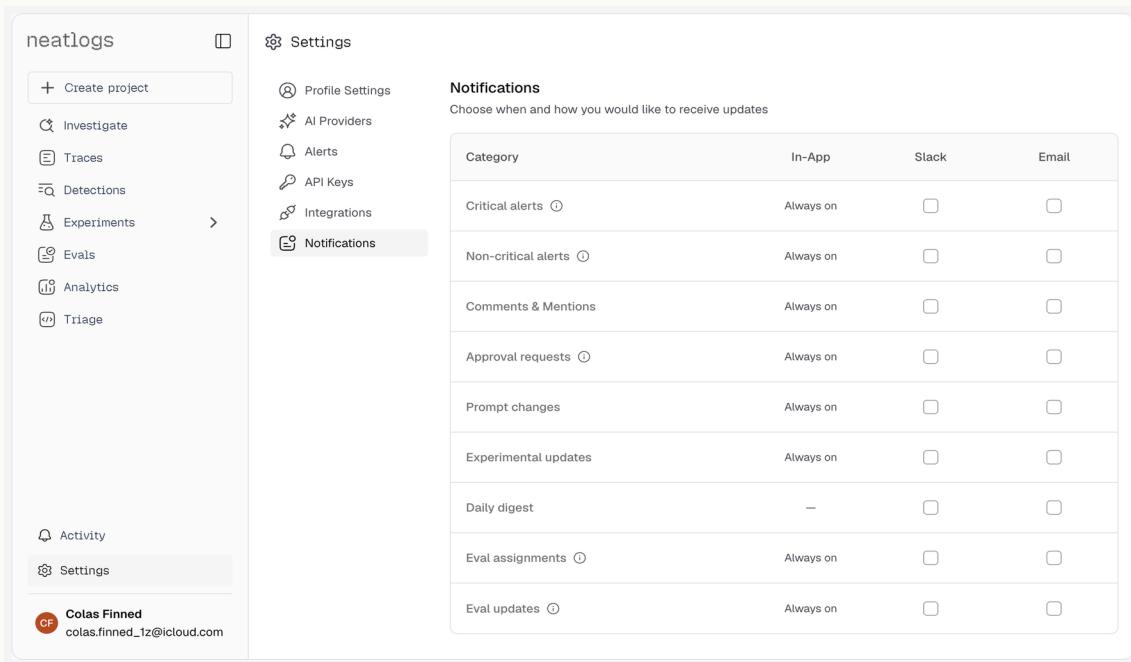 neatlogs
Create project
Investigate
Traces
Detections
Experiments
Evals
Analytics
Triage
Activity
Settings
CF
Colas Finned
colas.finned_1z@icloud.com
Settings
Profile Settings
AI Providers
Alerts
API Keys
Integrations
Notifications
Notifications
Choose when and how you would like to receive updates
Category In-App Slack Email
Critical alerts Always on
Non-critical alerts Always on
Comments & Mentions Always on
Approval requests Always on
Prompt changes Always on
Experimental updates Always on
Daily digest —
Eval assignments Always on
Eval updates Always on